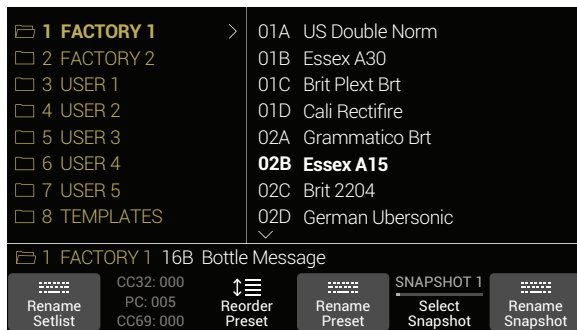 1 FACTORY 1 >
2 FACTORY 2
3 USER 1
4 USER 2
5 USER 3
6 USER 4
7 USER 5
8 TEMPLATES
01A US Double Norm
01B Essex A30
01C Brit Plext Brt
01D Cali Rectifire
02A Grammatico Brt
02B Essex A15
02C Brit 2204
02D German Ubersonic
1 FACTORY 1 16B Bottle Message
Rename
Setlist
CC32: 000
PC: 005
CC69: 000
Reorder
Preset
Rename
Preset
SNAPSHOT 1
Select
Snapshot
Rename
Snapshot